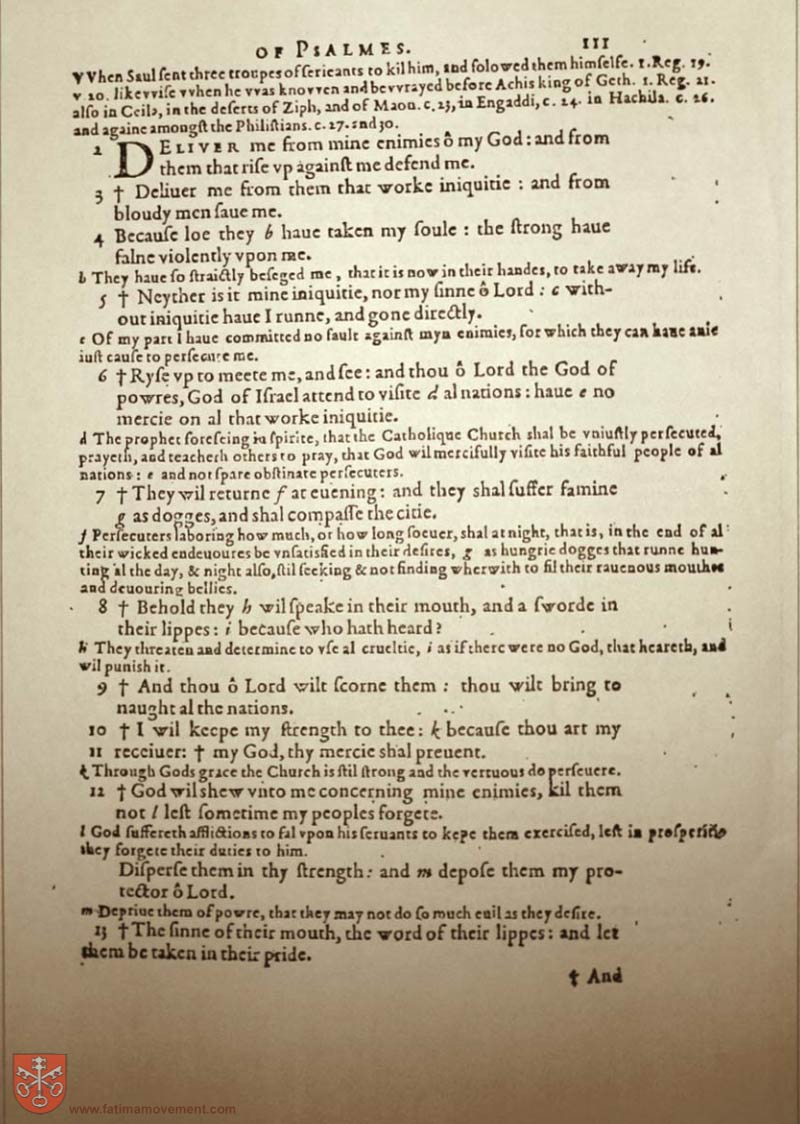 OF PSALMES. III
VVhen Saul ſent three troupes of ſericants to kil him, and folowed them himſelfe. 1. Reg. 19.
v 20. likevviſe vvhen he vvas knovven and bevvrayed before Achis king of Geth. 1. Reg. 21.
alſo in Ceila, in the deſerts of Ziph, and of Maon. c. 23, in Engaddi, c. 24. in Hachila. c. 26.
and againe amongſt the Philiſtians. c. 27. and 30.
2 DELIVER me from mine enimies ô my God: and from
them that riſe vp againſt me defend me.
3 † Deliuer me from them that worke iniquitie : and from
bloudy men ſaue me.
4 Becauſe loe they b haue taken my ſoule : the ſtrong haue
falne violently vpon me.
b They haue ſo ſtraictly beſeged me, that it is now in their handes, to take away my life.
5 † Neyther is it mine iniquitie, nor my ſinne ô Lord : c with-
out iniquitie haue I runne, and gone directly.
c Of my part I haue committed no fault againſt myn enimies, for which they can haue anie
iuſt cauſe to perſecute me.
6 † Ryſe vp to meete me, and ſee: and thou ô Lord the God of
powres, God of Iſrael attend to viſite d al nations: haue e no
mercie on al that worke iniquitie.
d The prophet foreſeing in ſpirite, that the Catholique Church shal be vniuſtly perſecuted,
prayeth, and teacheth others to pray, that God wil mercifully viſite his faithful people of al
nations: e and not ſpare obſtinate perſecuters.
7 † They wil returne f at euening: and they shal ſuffer famine
g as dogges, and shal compaſſe the citie.
f Perſecuters laboring how much, or how long ſoeuer, shal at night, that is, in the end of al
their wicked endeuoures be vnſatisfied in their deſires, g as hungrie dogges that runne hun-
ting al the day, & night alſo, ſtil ſeeking & not finding wherwith to fil their rauenous mouthes
and deuouring bellies.
8 † Behold they h wil ſpeake in their mouth, and a ſworde in
their lippes: i becauſe who hath heard?
h They threaten and determine to vſe al crueltie, i as if there were no God, that heareth, and
wil punish it.
9 † And thou ô Lord wilt ſcorne them : thou wilt bring to
naught al the nations.
10 † I wil keepe my ſtrength to thee: k becauſe thou art my
11 receiuer: † my God, thy mercie shal preuent.
k Through Gods grace the Church is ſtil ſtrong and the vertuous do perſeuere.
12 † God wil shew vnto me concerning mine enimies, kil them
not l leſt ſometime my peoples forgete.
l God ſuffereth afflictions to fal vpon his ſeruants to kepe them exerciſed, leſt in proſperitie
they forgete their duties to him.
Diſperſe them in thy ſtrength: and m depoſe them my pro-
tector ô Lord.
m Depriue them of powre, that they may not do ſo much euil as they deſire.
13 † The ſinne of their mouth, the word of their lippes: and let
them be taken in their pride.
† And
www.fatimamovement.com